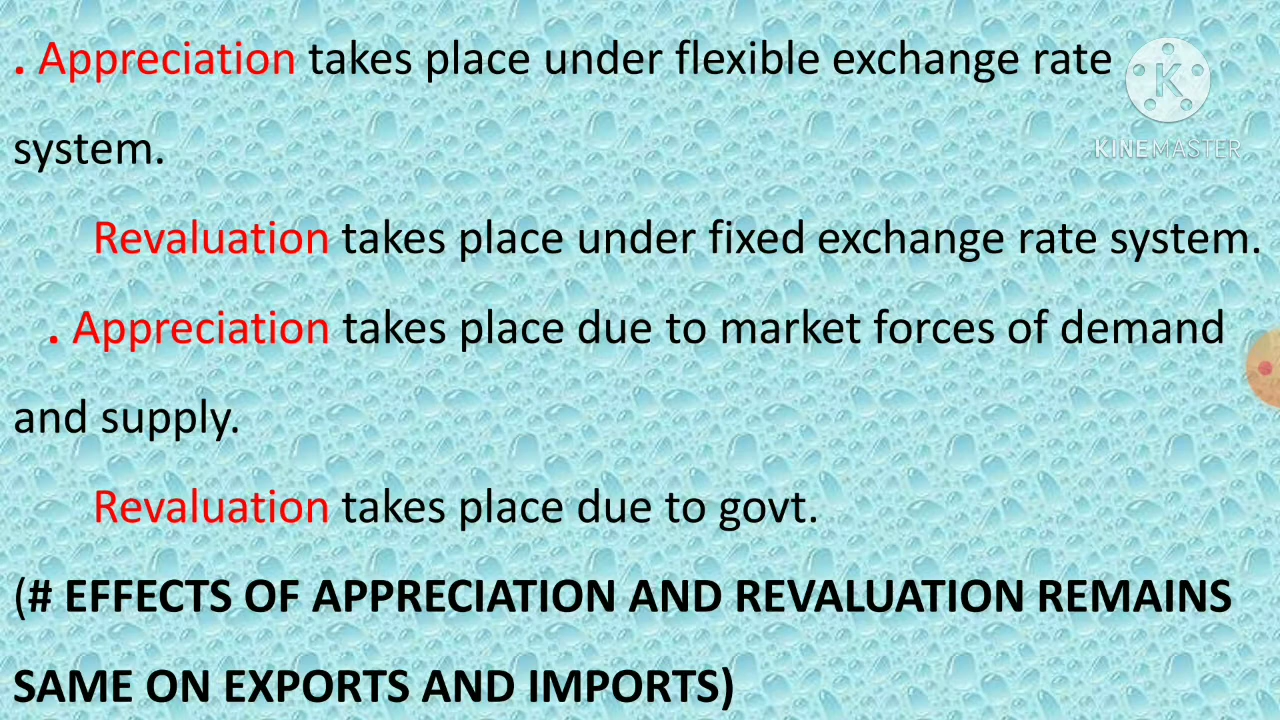 . Appreciation takes place under flexible exchange rate
K
KINEMASTER
system.
Revaluation takes place under fixed exchange rate system.
. Appreciation takes place due to market forces of demand
and supply.
Revaluation takes place due to govt.
(# EFFECTS OF APPRECIATION AND REVALUATION REMAINS
SAME ON EXPORTS AND IMPORTS)